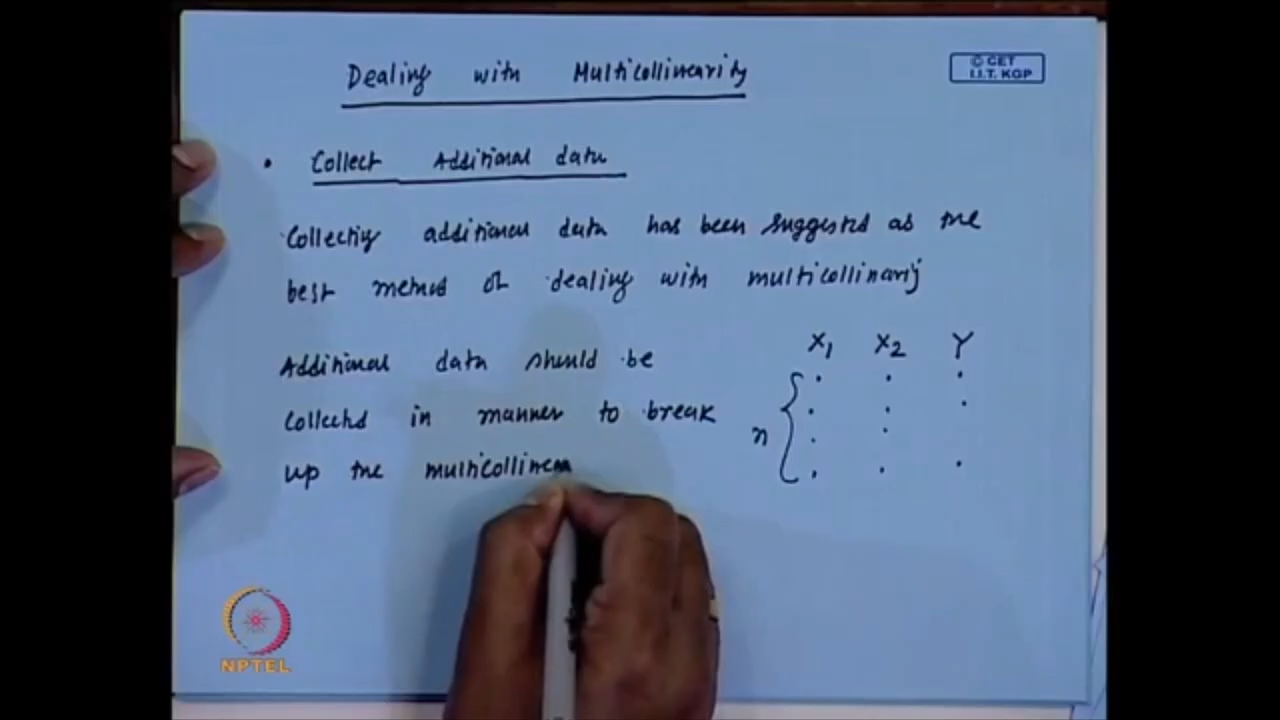 Dealing with Multicollinearity
© CET
I.I.T. KGP
• Collect Additional data
Collecting additional data has been suggested as the
best method of dealing with multicollinarity
Additional data should be
collected in manner to break
up the multicollinea
X1 X2 Y
n
NPTEL